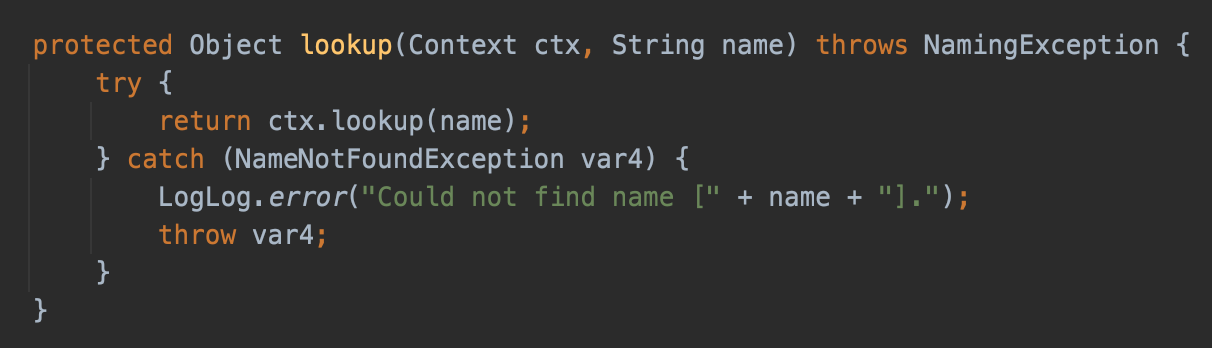 protected Object lookup(Context ctx, String name) throws NamingException {
    try {
        return ctx.lookup(name);
    } catch (NameNotFoundException var4) {
        LogLog.error("Could not find name [" + name + "].");
        throw var4;
    }
}